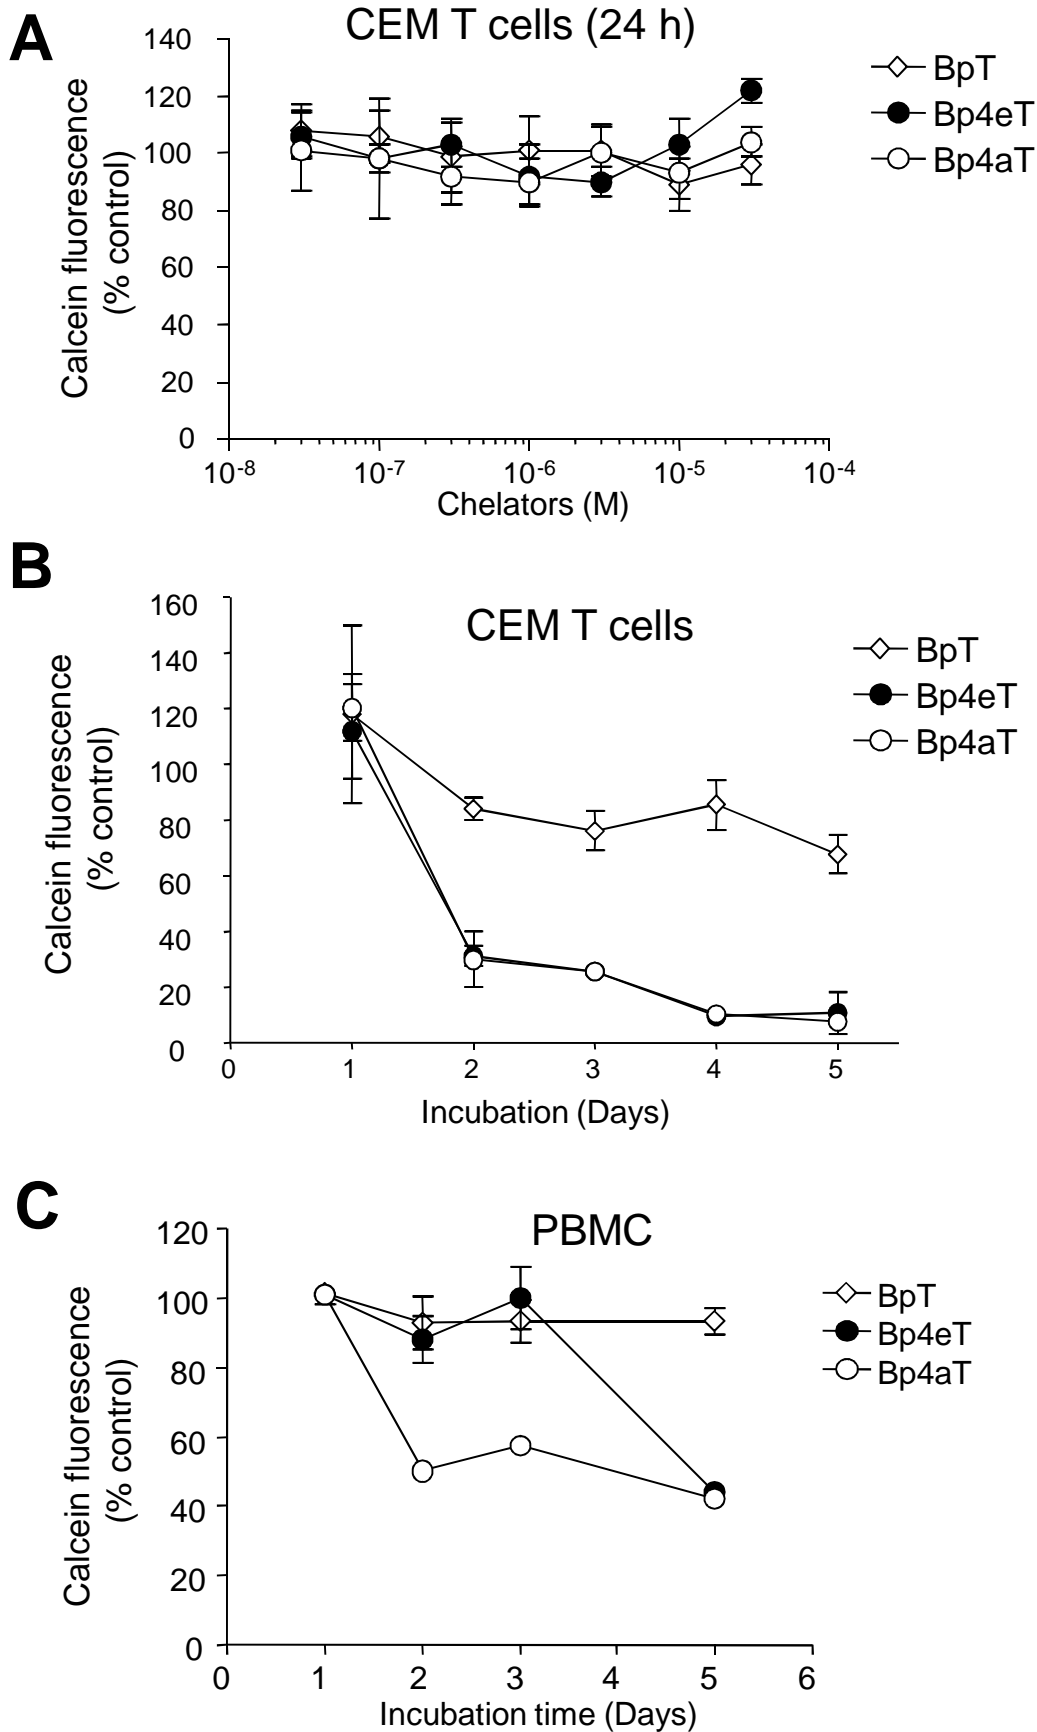 A
CEM T cells (24 h)
Calcein fluorescence
(% control)
140
120
100
80
60
40
20
0
10-8
10-7
10-6
10-5
10-4
Chelators (M)
BpT
Bp4eT
Bp4aT
B
CEM T cells
Calcein fluorescence
(% control)
160
140
120
100
80
60
40
20
0
0
1
2
3
4
5
Incubation (Days)
BpT
Bp4eT
Bp4aT
C
PBMC
Calcein fluorescence
(% control)
120
100
80
60
40
20
0
0
1
2
3
4
5
6
Incubation time (Days)
BpT
Bp4eT
Bp4aT